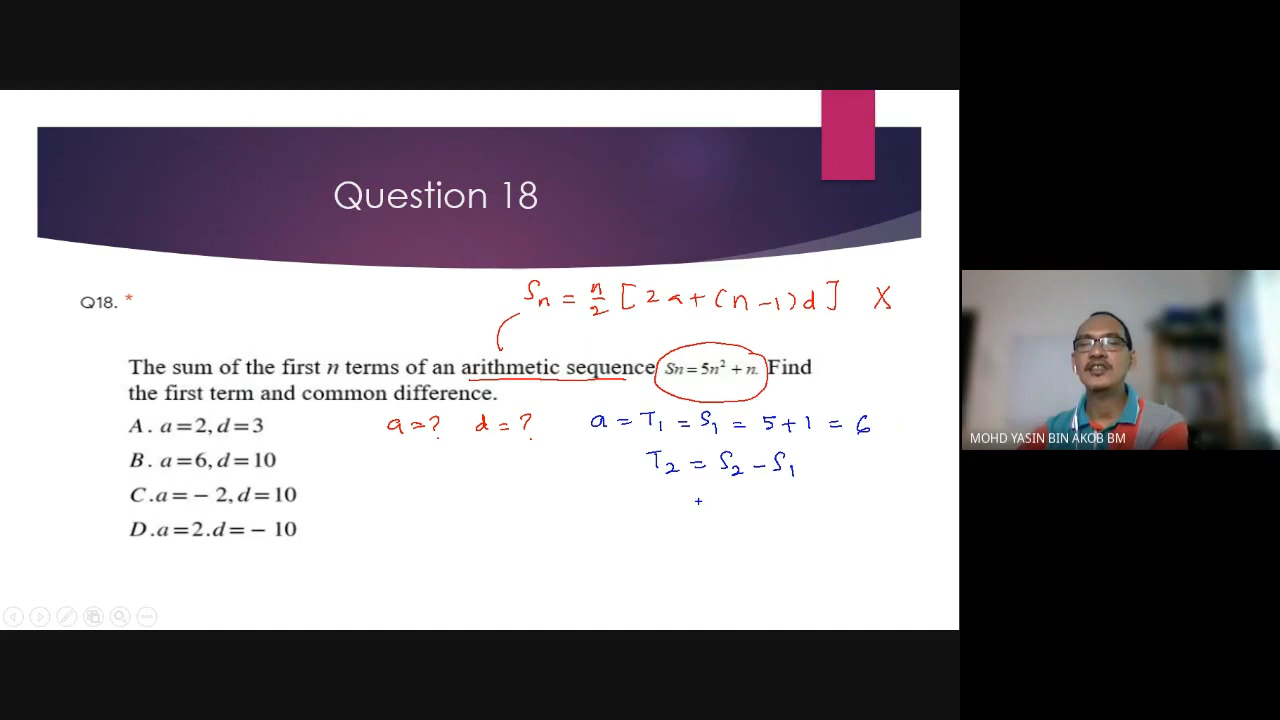 Question 18
Q18. *
Sn = n/2 [2a+(n-1)d] X
The sum of the first n terms of an arithmetic sequence Sn = 5n² + n. Find
the first term and common difference.
A. a=2, d=3
a=? d=? a = T₁ = S₁ = 5+1 = 6
B. a=6, d=10
T₂ = S₂ - S₁
C.a= - 2, d=10
D.a=2.d= - 10
MOHD YASIN BIN AKOB BM